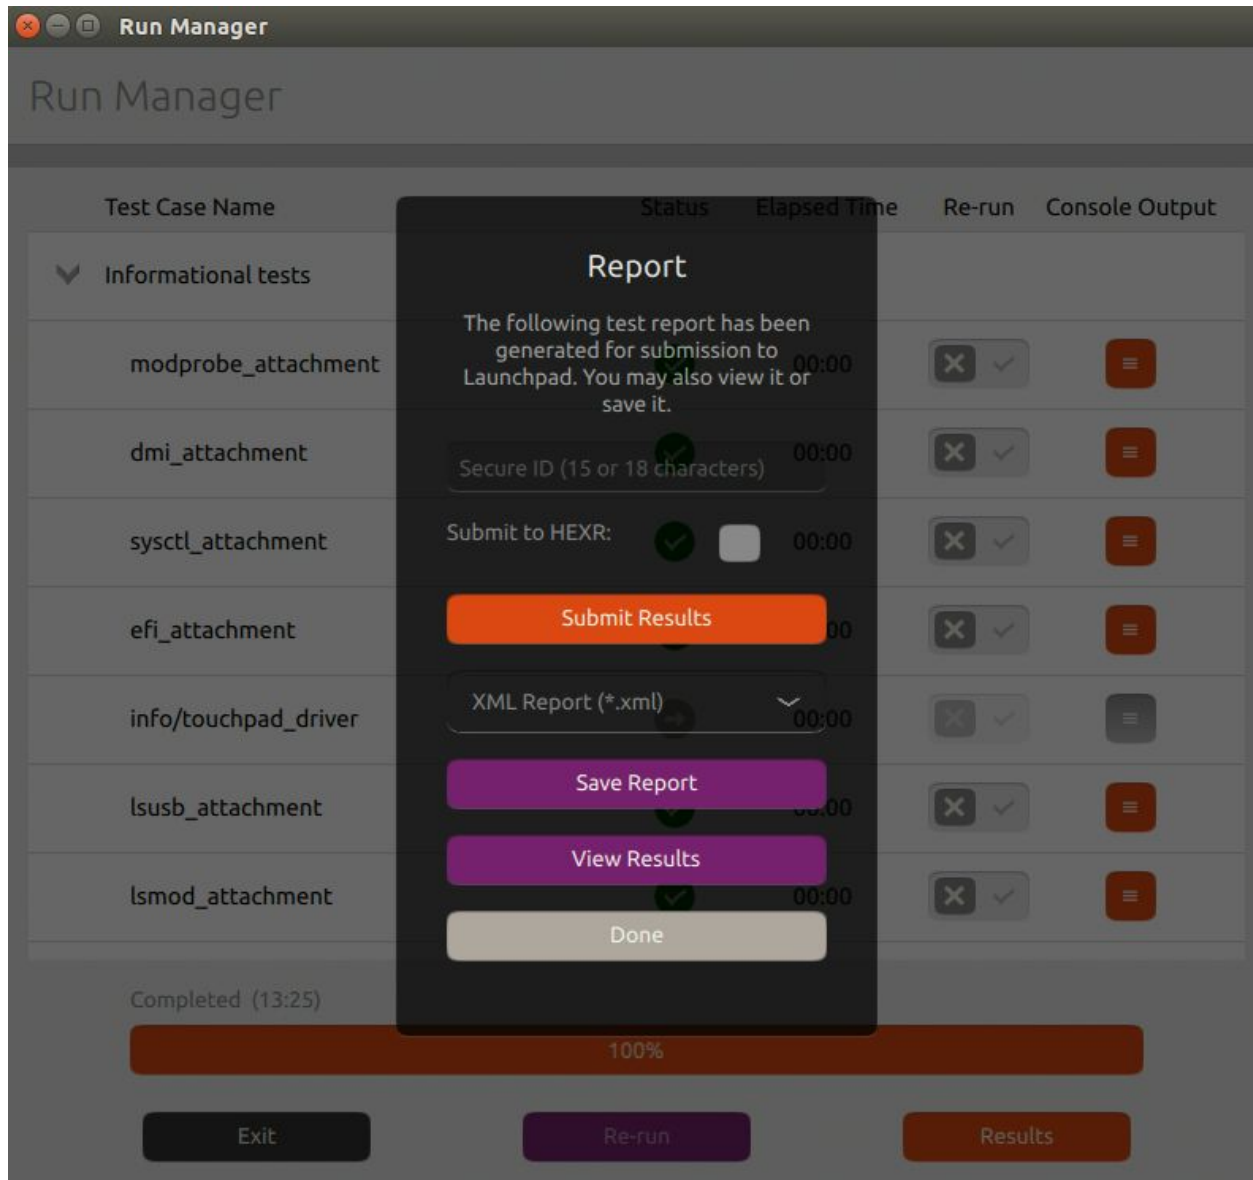 Run Manager
Run Manager
Test Case Name Status Elapsed Time Re-run Console Output
Informational tests
modprobe_attachment 00:00
dmi_attachment 00:00
sysctl_attachment 00:00
efi_attachment 00
info/touchpad_driver 00:00
lsusb_attachment 00:00
lsmod_attachment 00:00
Report
The following test report has been
generated for submission to
Launchpad. You may also view it or
save it.
Secure ID (15 or 18 characters)
Submit to HEXR:
Submit Results
XML Report (*.xml)
Save Report
View Results
Done
Completed (13:25)
100%
Exit Re-run Results